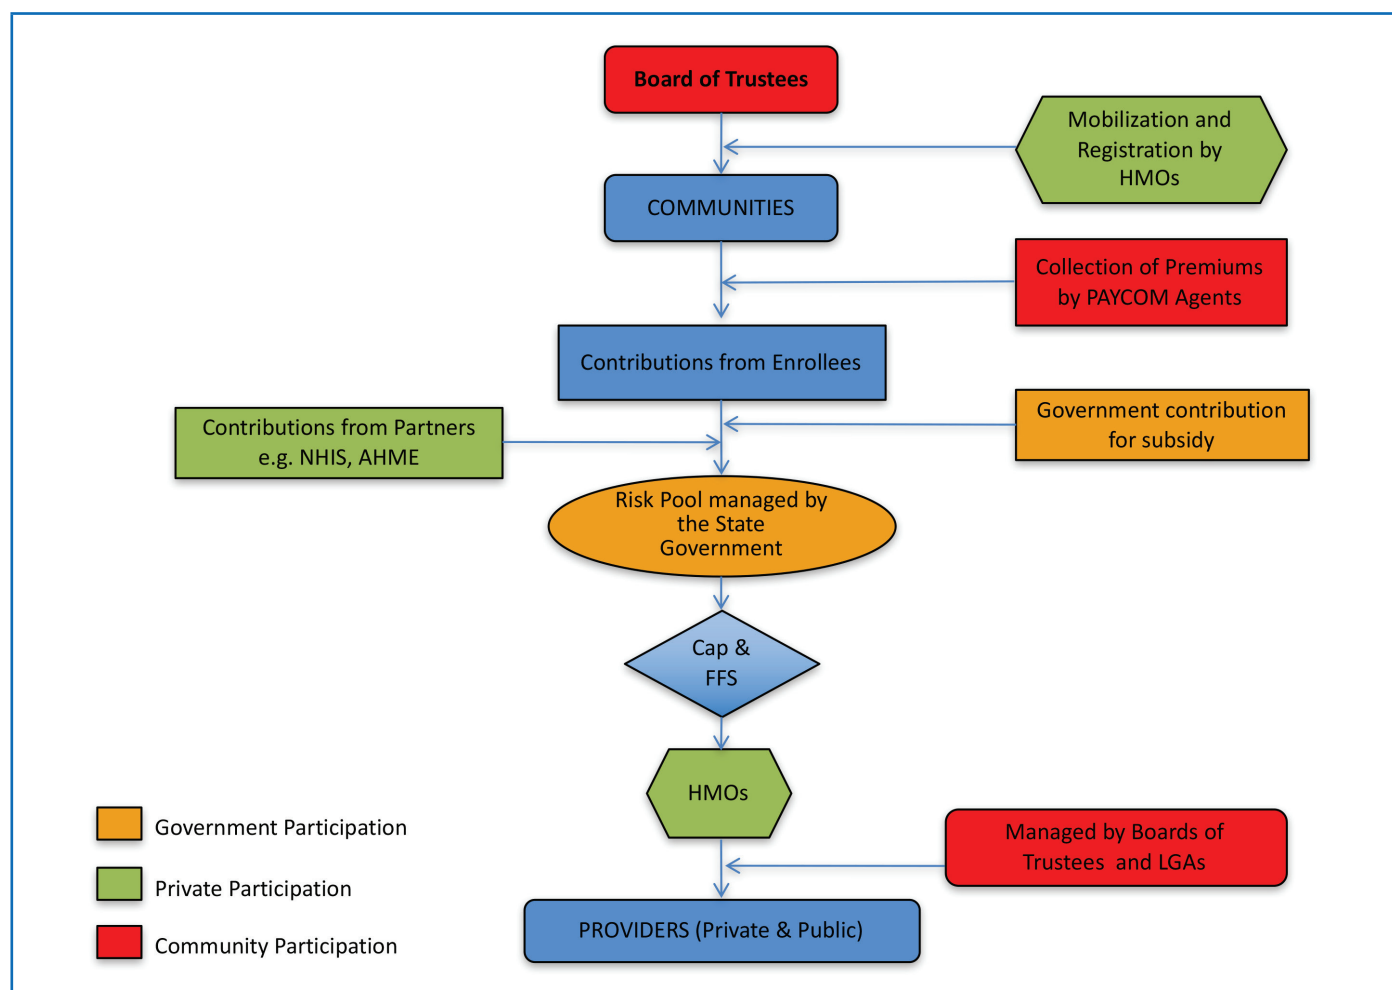 Board of Trustees
Mobilization and
Registration by
HMOs
COMMUNITIES
Collection of Premiums
by PAYCOM Agents
Contributions from Enrollees
Contributions from Partners
e.g. NHIS, AHME
Government contribution
for subsidy
Risk Pool managed by
the State
Government
Cap &
FFS
HMOs
Managed by Boards of
Trustees and LGAs
PROVIDERS (Private & Public)
Government Participation
Private Participation
Community Participation